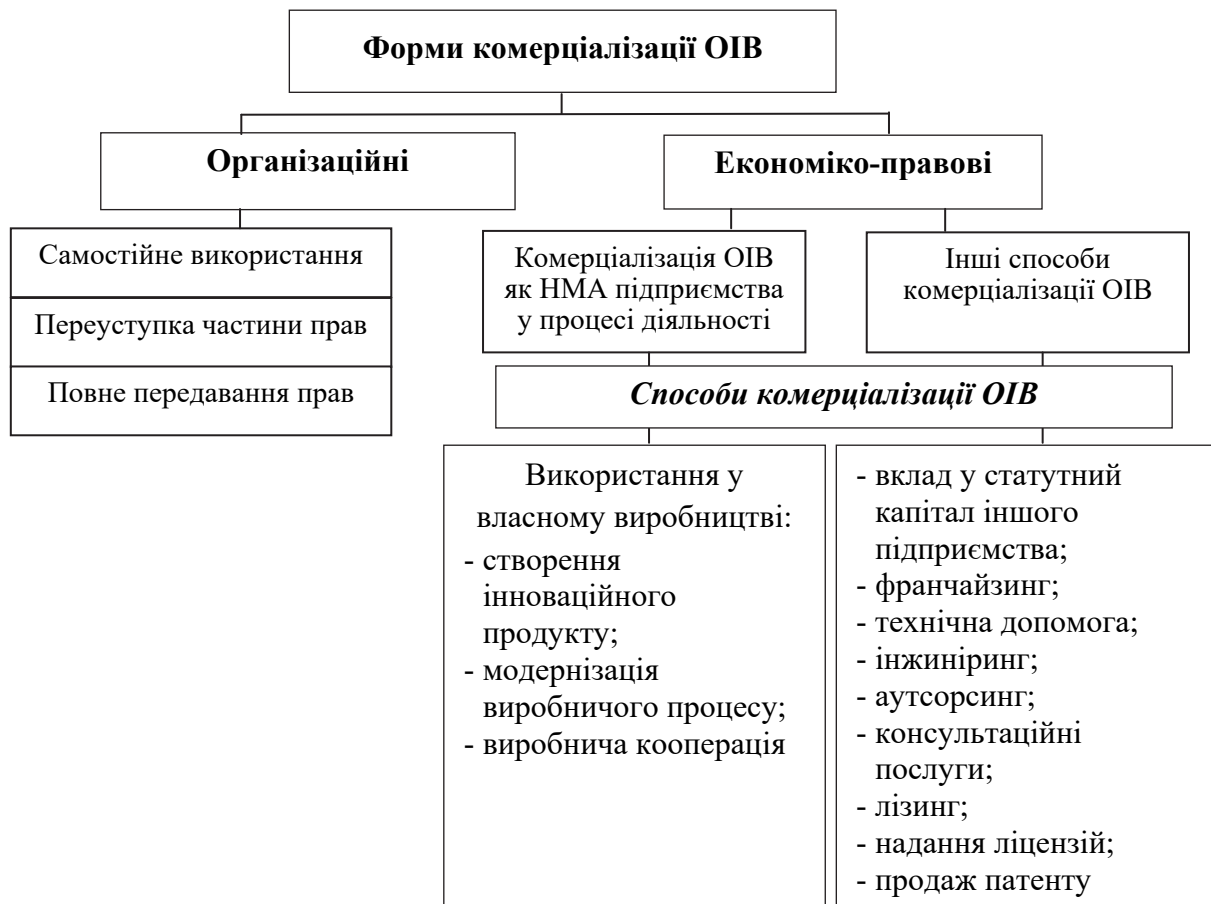 Форми комерціалізації ОІВ
Організаційні
Економіко-правові
Самостійне використання
Переуступка частини прав
Повне передавання прав
Комерціалізація ОІВ
як НМА підприємства
у процесі діяльності
Інші способи
комерціалізації ОІВ
Способи комерціалізації ОІВ
Використання у
власному виробництві:
- створення
інноваційного
продукту;
- модернізація
виробничого процесу;
- виробнича кооперація
- вклад у статутний
капітал іншого
підприємства;
- франчайзинг;
- технічна допомога;
- інжиніринг;
- аутсорсинг;
- консультаційні
послуги;
- лізинг;
- надання ліцензій;
- продаж патенту